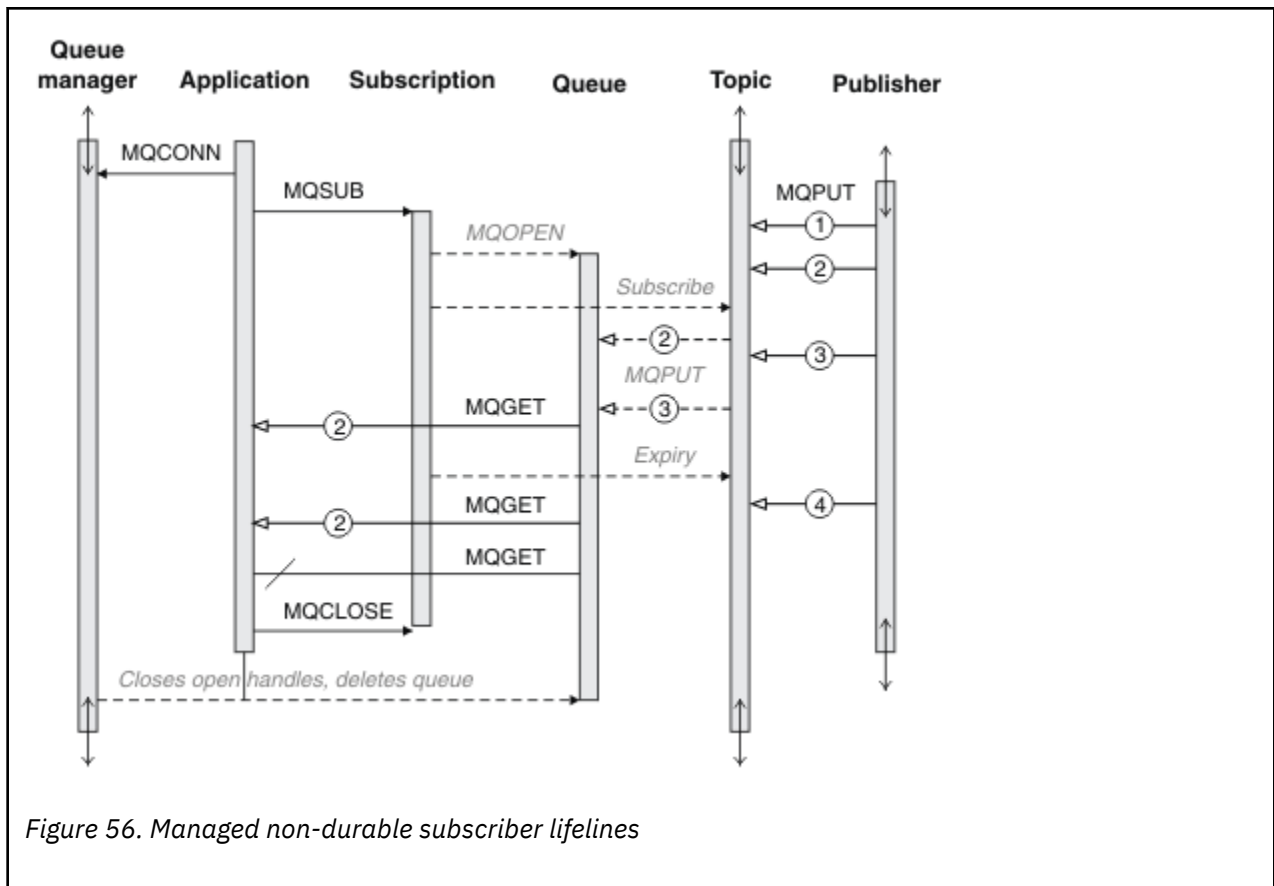 Queue manager Application Subscription Queue Topic Publisher
MQCONN
MQPUT
MQSUB
1
MQOPEN
2
Subscribe
2
3
MQPUT
3
MQGET
2
Expiry
MQGET
4
2
MQGET
MQCLOSE
Closes open handles, deletes queue
Figure 56. Managed non-durable subscriber lifelines